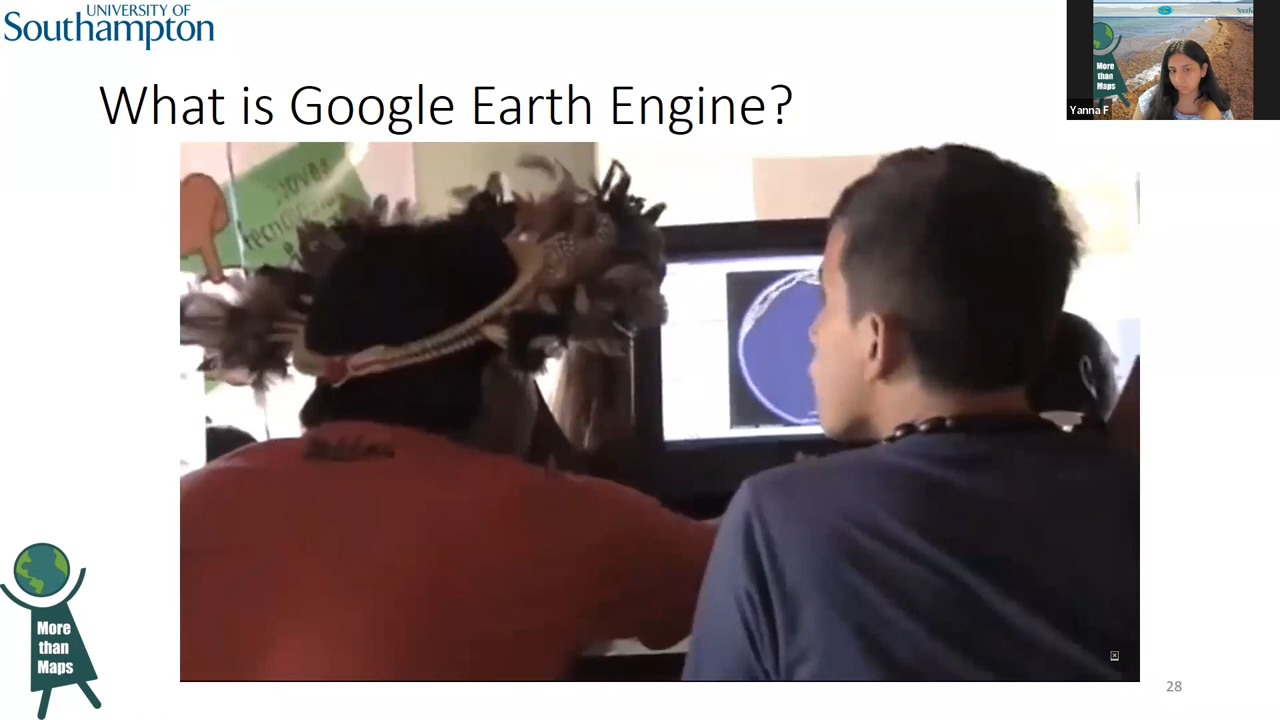 UNIVERSITY OF
Southampton
What is Google Earth Engine?
More
than
Maps
Yanna F
More
than
Maps
28